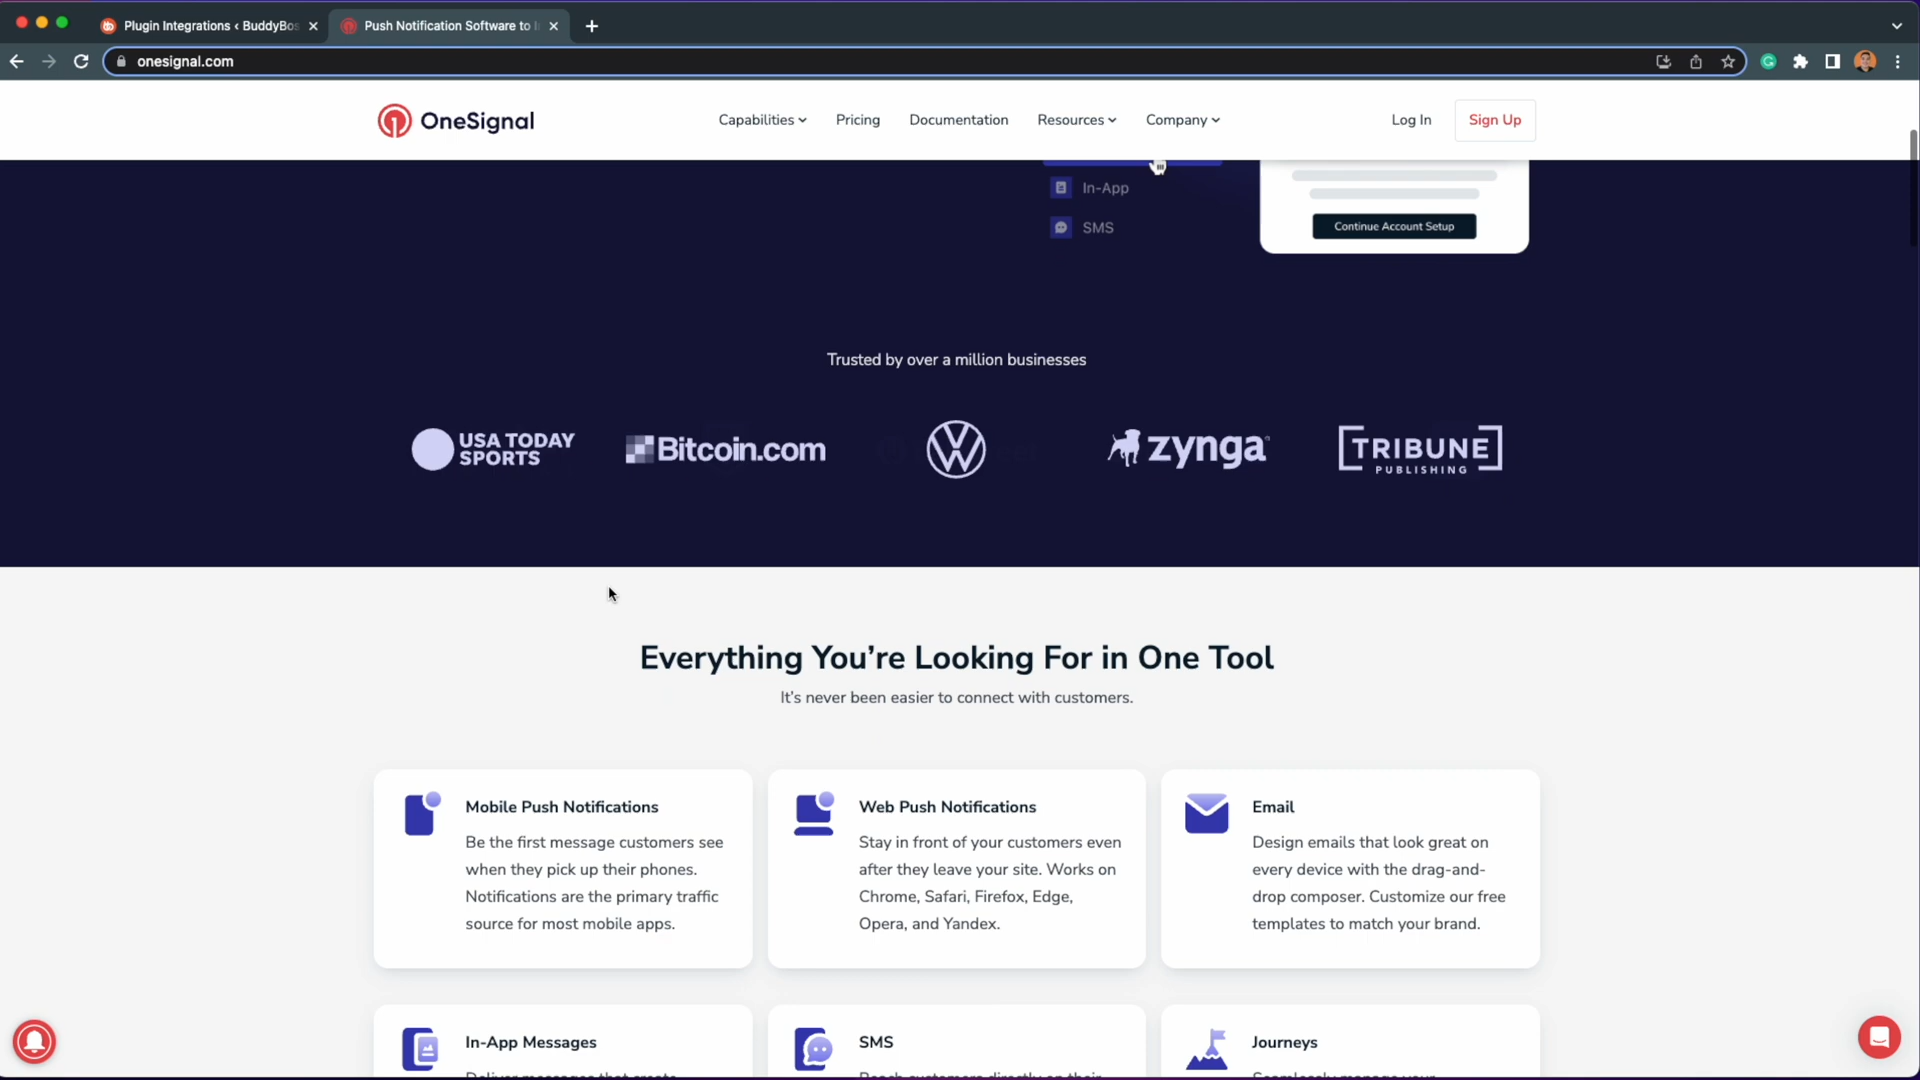 Plugin Integrations ‹ BuddyBos
Push Notification Software to I
onesignal.com
OneSignal
Capabilities
Pricing
Documentation
Resources
Company
Log In
Sign Up
In-App
SMS
Continue Account Setup
Trusted by over a million businesses
USA TODAY
SPORTS
Bitcoin.com
zynga
TRIBUNE
PUBLISHING
Everything You're Looking For in One Tool
It's never been easier to connect with customers.
Mobile Push Notifications
Be the first message customers see
when they pick up their phones.
Notifications are the primary traffic
source for most mobile apps.
Web Push Notifications
Stay in front of your customers even
after they leave your site. Works on
Chrome, Safari, Firefox, Edge,
Opera, and Yandex.
Email
Design emails that look great on
every device with the drag-and-
drop composer. Customize our free
templates to match your brand.
In-App Messages
SMS
Journeys